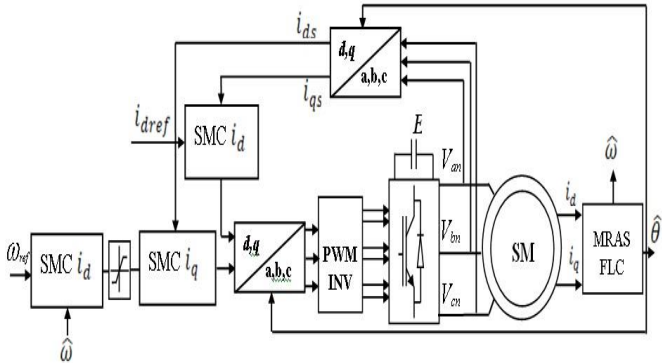 i_ds
d,q
a,b,c
i_qs
i_dref
SMC i_d
E
V_an
ω̂
i_d
ω_ref
SMC i_d
SMC i_q
d,q
a,b,c
PWM
INV
V_bn
SM
MRAS
FLC
θ̂
i_q
V_cn
ω̂